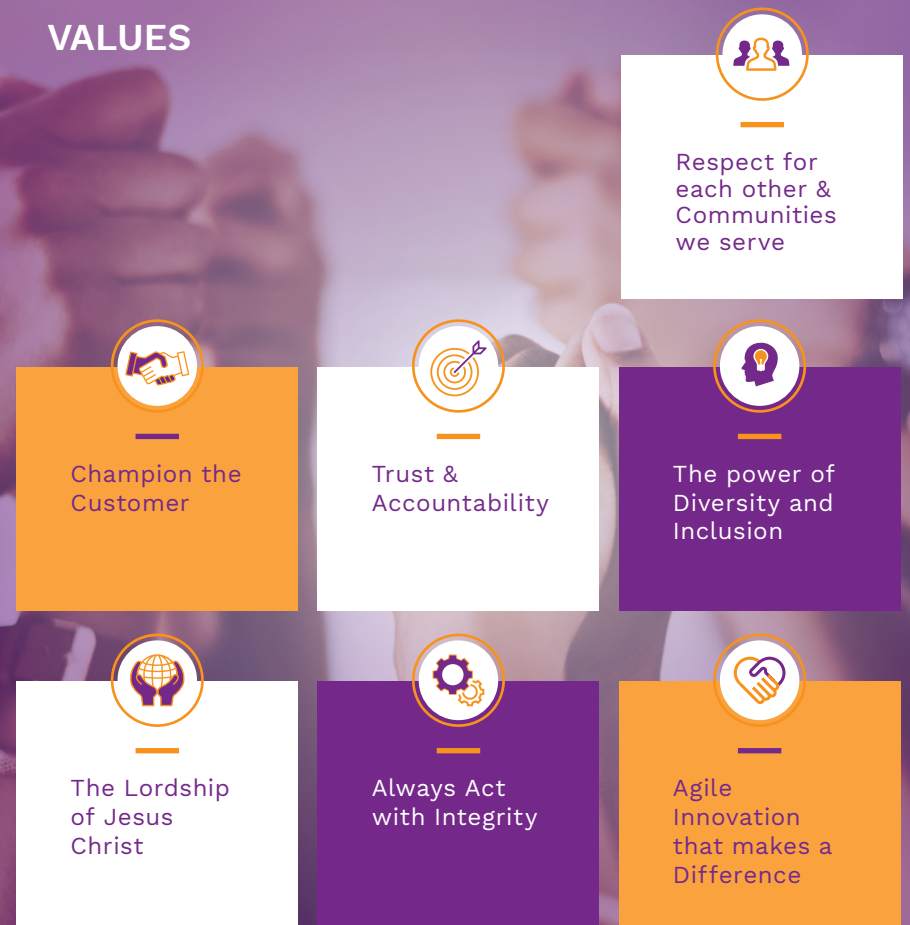 VALUES
Respect for
each other &
Communities
we serve
Champion the
Customer
Trust &
Accountability
The power of
Diversity and
Inclusion
The Lordship
of Jesus
Christ
Always Act
with Integrity
Agile
Innovation
that makes a
Difference